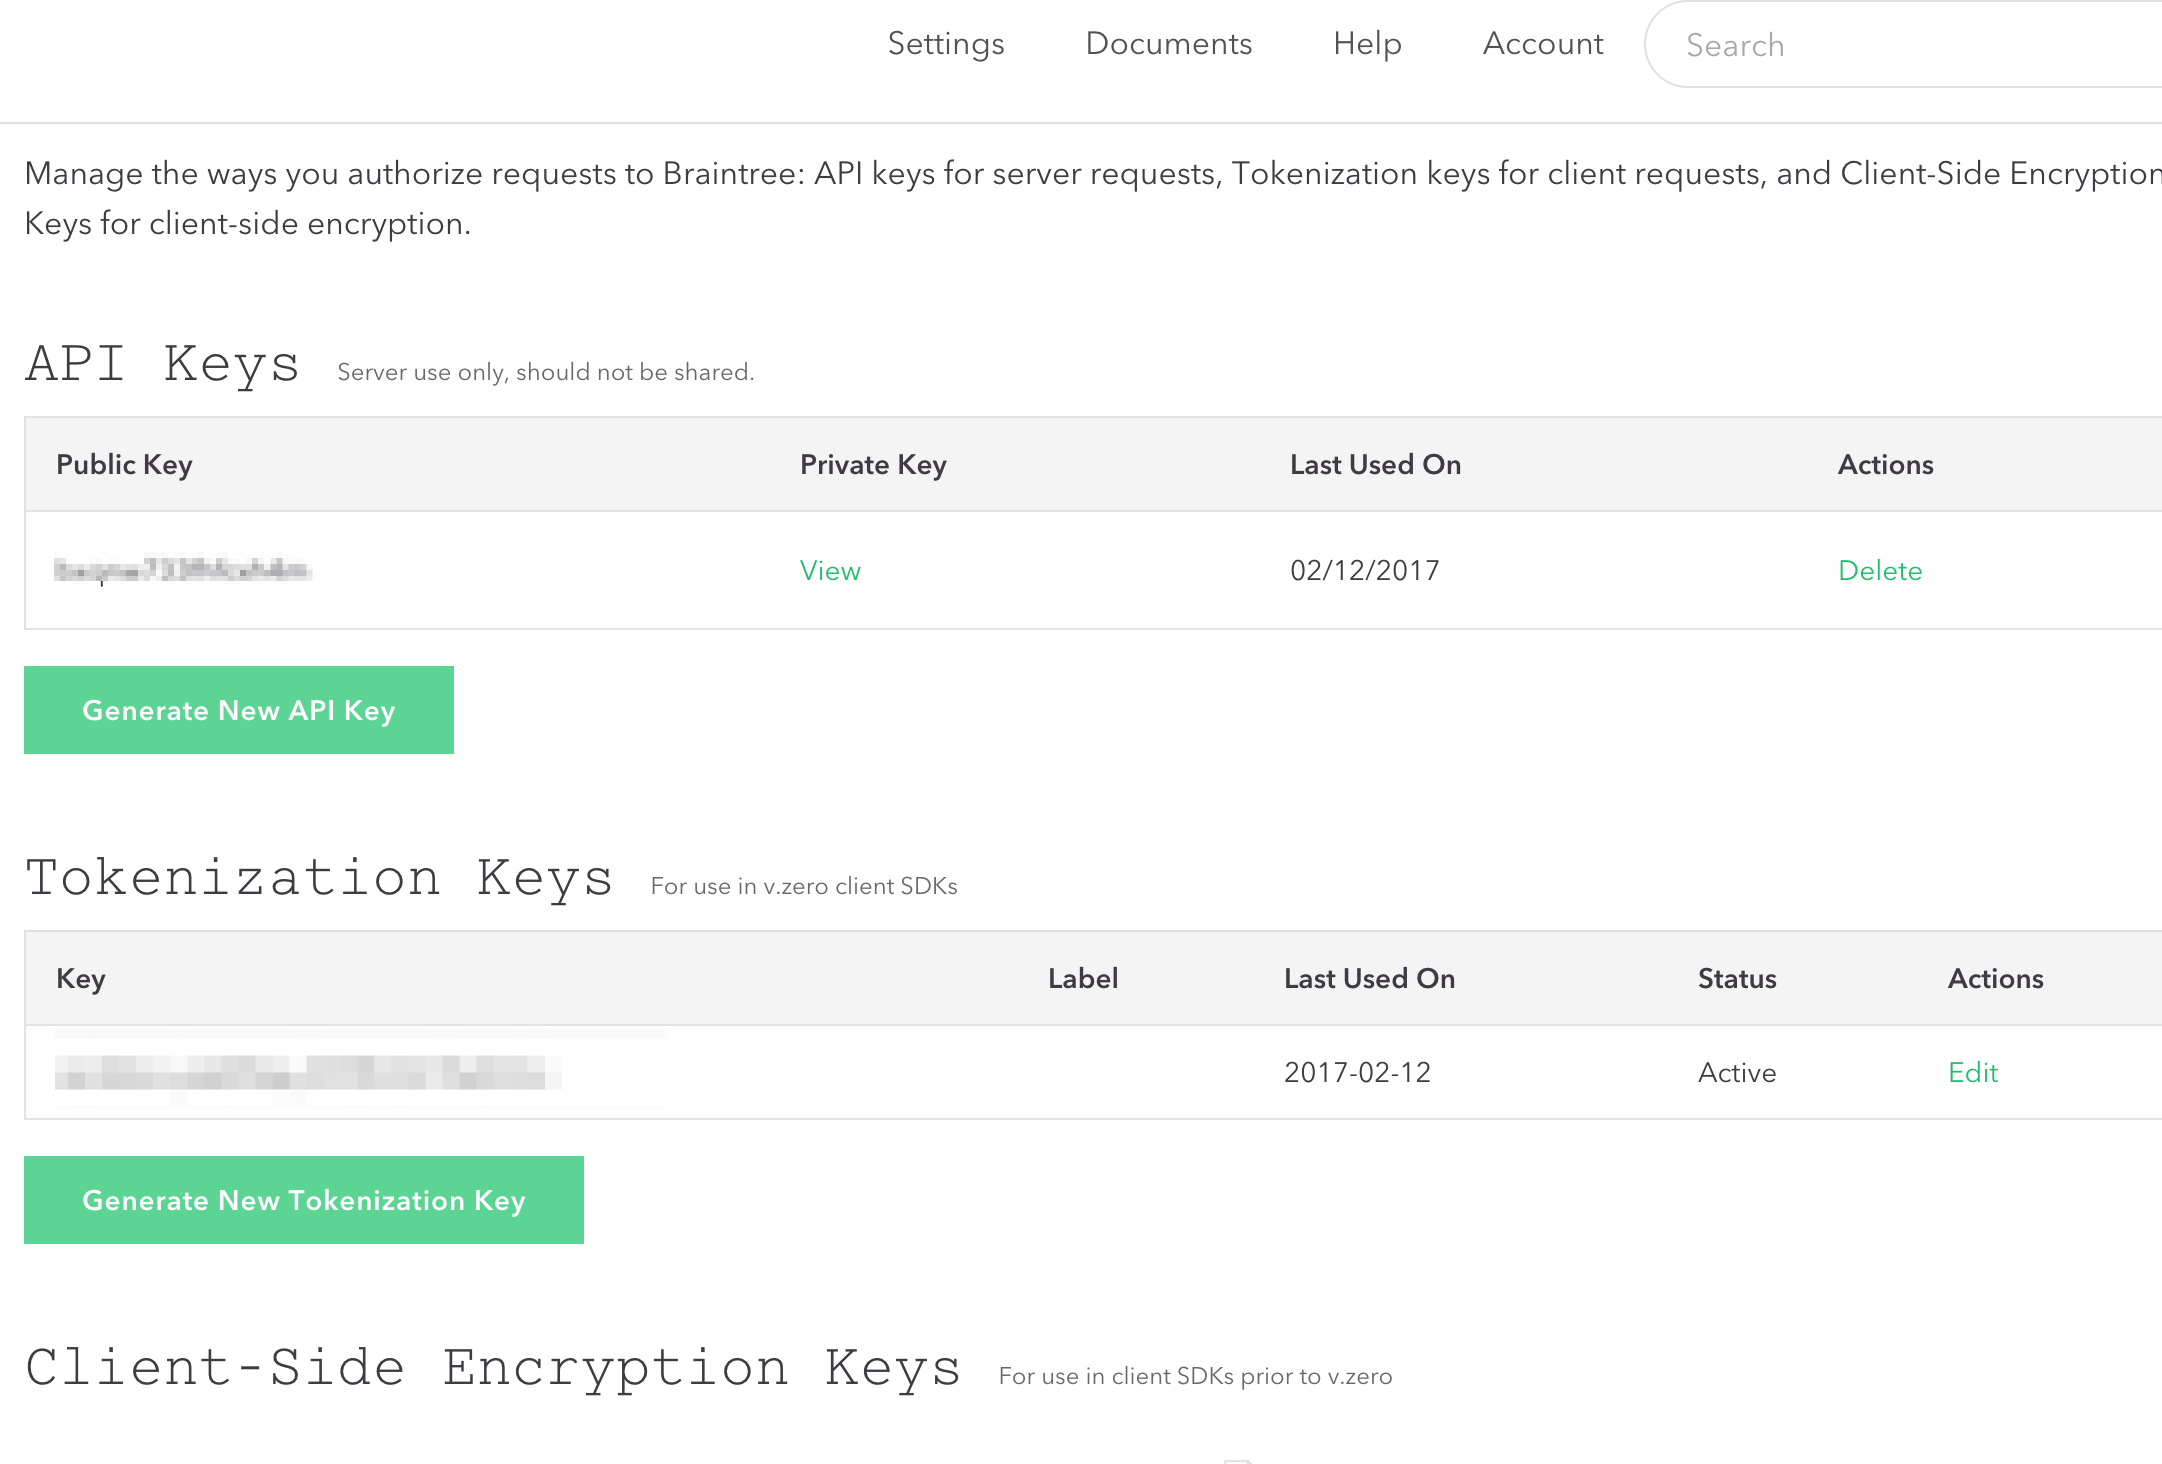 Settings Documents Help Account Search
Manage the ways you authorize requests to Braintree: API keys for server requests, Tokenization keys for client requests, and Client-Side Encryption
Keys for client-side encryption.
API Keys Server use only, should not be shared.
Public Key Private Key Last Used On Actions
View 02/12/2017 Delete
Generate New API Key
Tokenization Keys For use in v.zero client SDKs
Key Label Last Used On Status Actions
2017-02-12 Active Edit
Generate New Tokenization Key
Client-Side Encryption Keys For use in client SDKs prior to v.zero